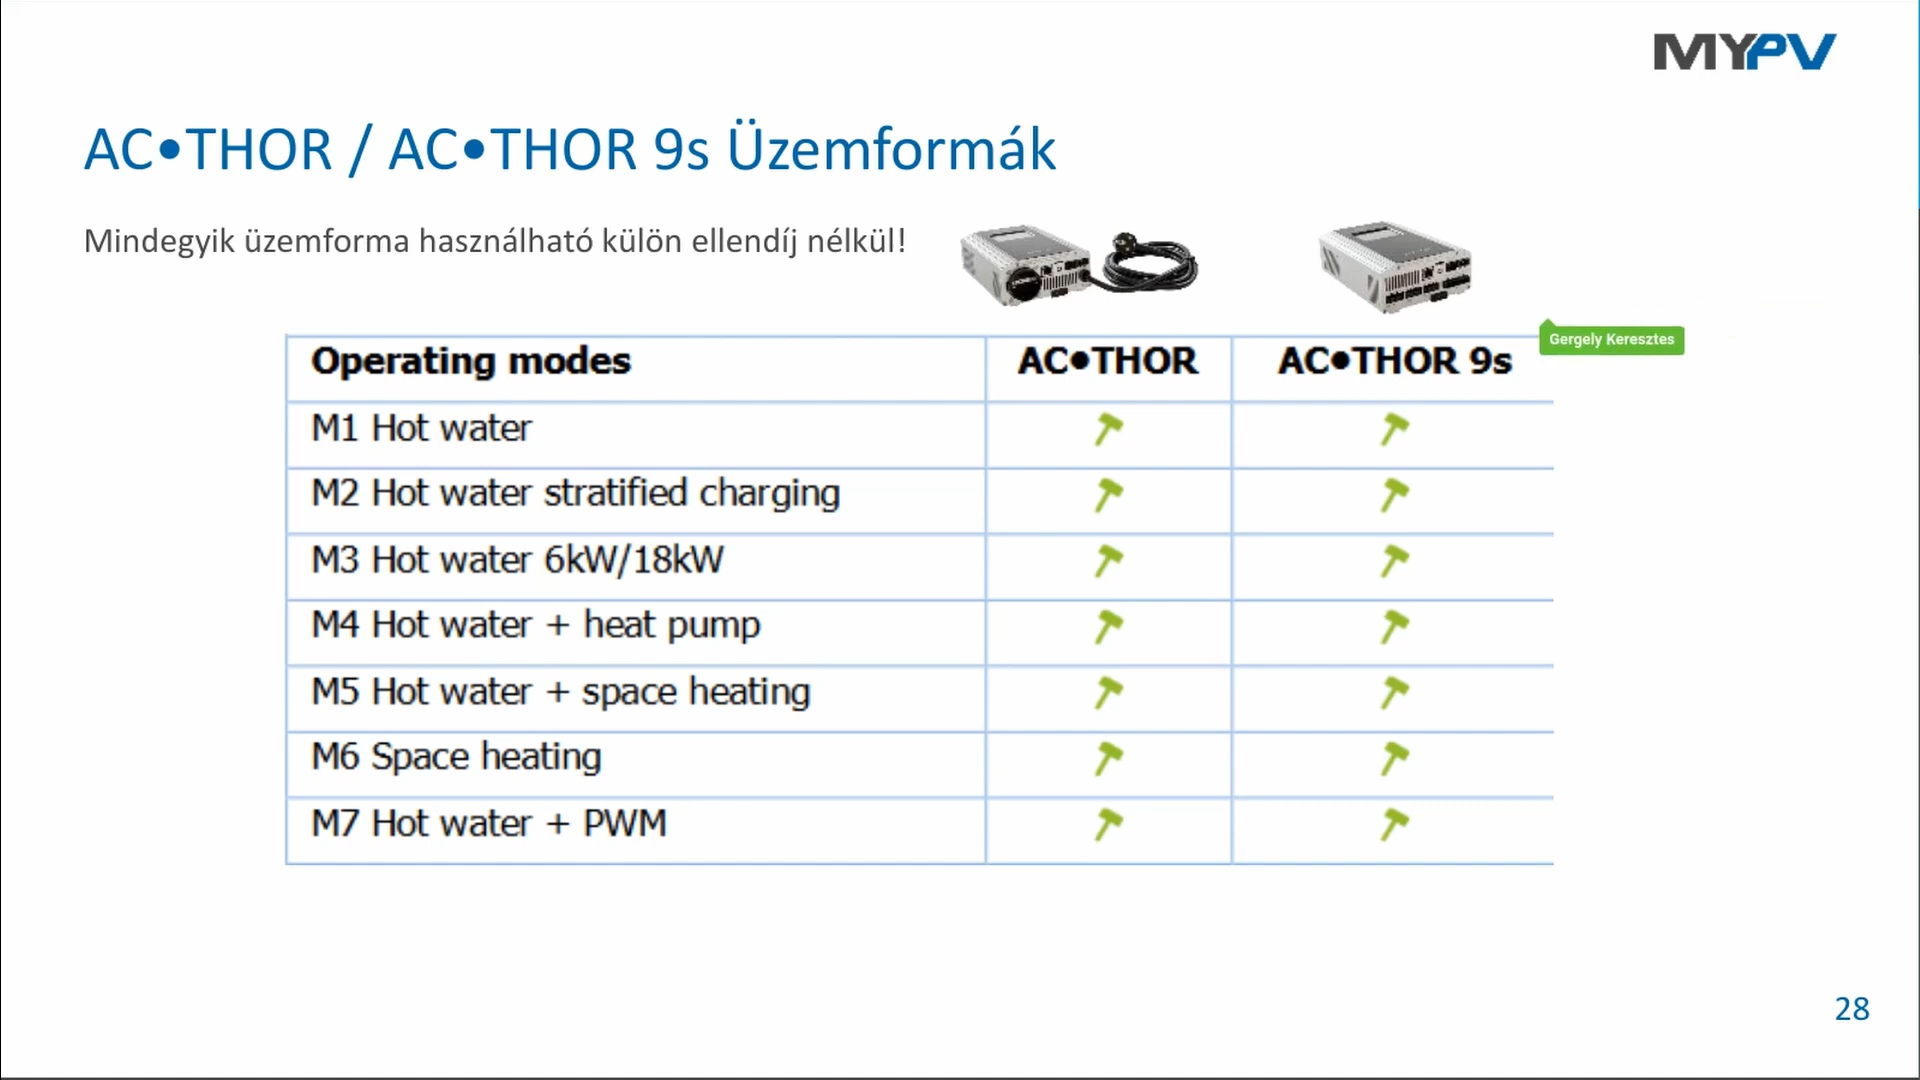 MYPV
AC•THOR / AC•THOR 9s Üzemformák
Mindegyik üzemforma használható külön ellendíj nélkül!
Gergely Keresztes
Operating modes AC•THOR AC•THOR 9s
M1 Hot water
M2 Hot water stratified charging
M3 Hot water 6kW/18kW
M4 Hot water + heat pump
M5 Hot water + space heating
M6 Space heating
M7 Hot water + PWM
28